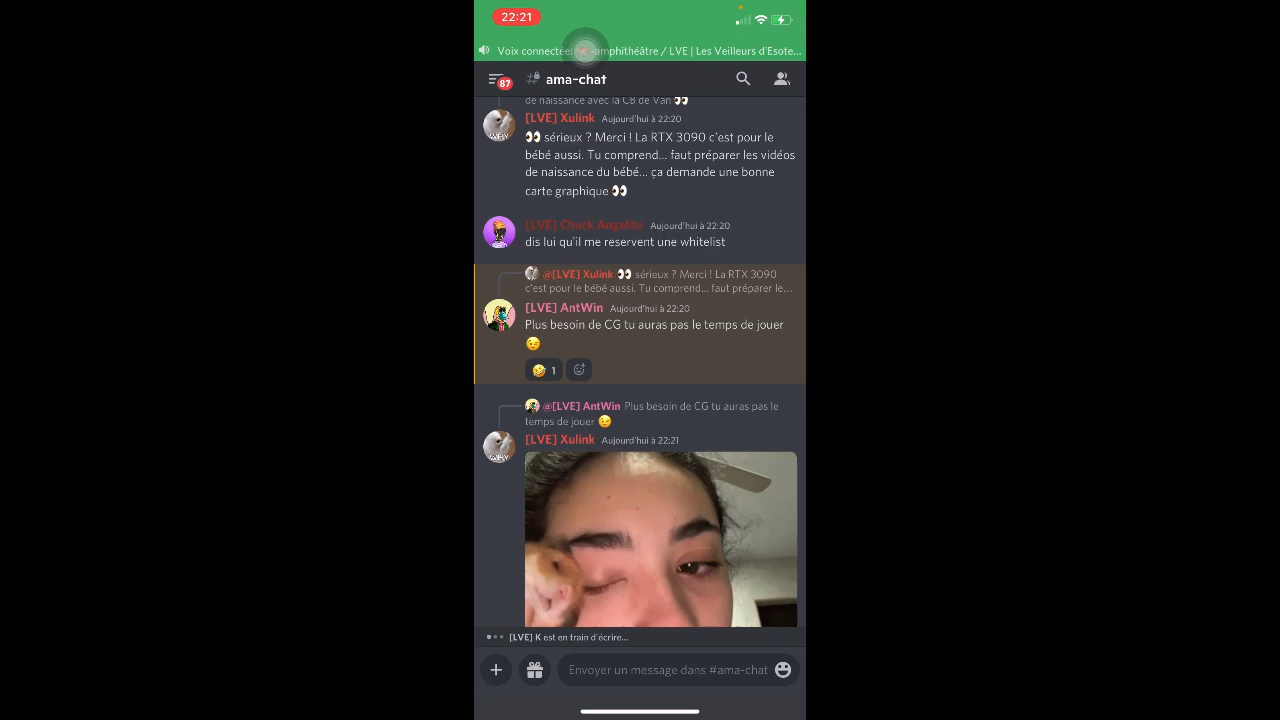 22:21
Voix connectée: -amphithéâtre / LVE | Les Veilleurs d'Esote...
87
ama-chat
de naissance avec la CB de Van 👀
[LVE] Xulink Aujourd'hui à 22:20
👀 sérieux ? Merci ! La RTX 3090 c'est pour le
bébé aussi. Tu comprend... faut préparer les vidéos
de naissance du bébé... ça demande une bonne
carte graphique 👀
[LVE] Chuck Angelito Aujourd'hui à 22:20
dis lui qu'il me reservent une whitelist
@[LVE] Xulink 👀 sérieux ? Merci ! La RTX 3090
c'est pour le bébé aussi. Tu comprend... faut préparer le...
[LVE] AntWin Aujourd'hui à 22:20
Plus besoin de CG tu auras pas le temps de jouer
😉
🤣 1
@[LVE] AntWin Plus besoin de CG tu auras pas le
temps de jouer 😉
[LVE] Xulink Aujourd'hui à 22:21
[LVE] K est en train d'écrire...
Envoyer un message dans #ama-chat